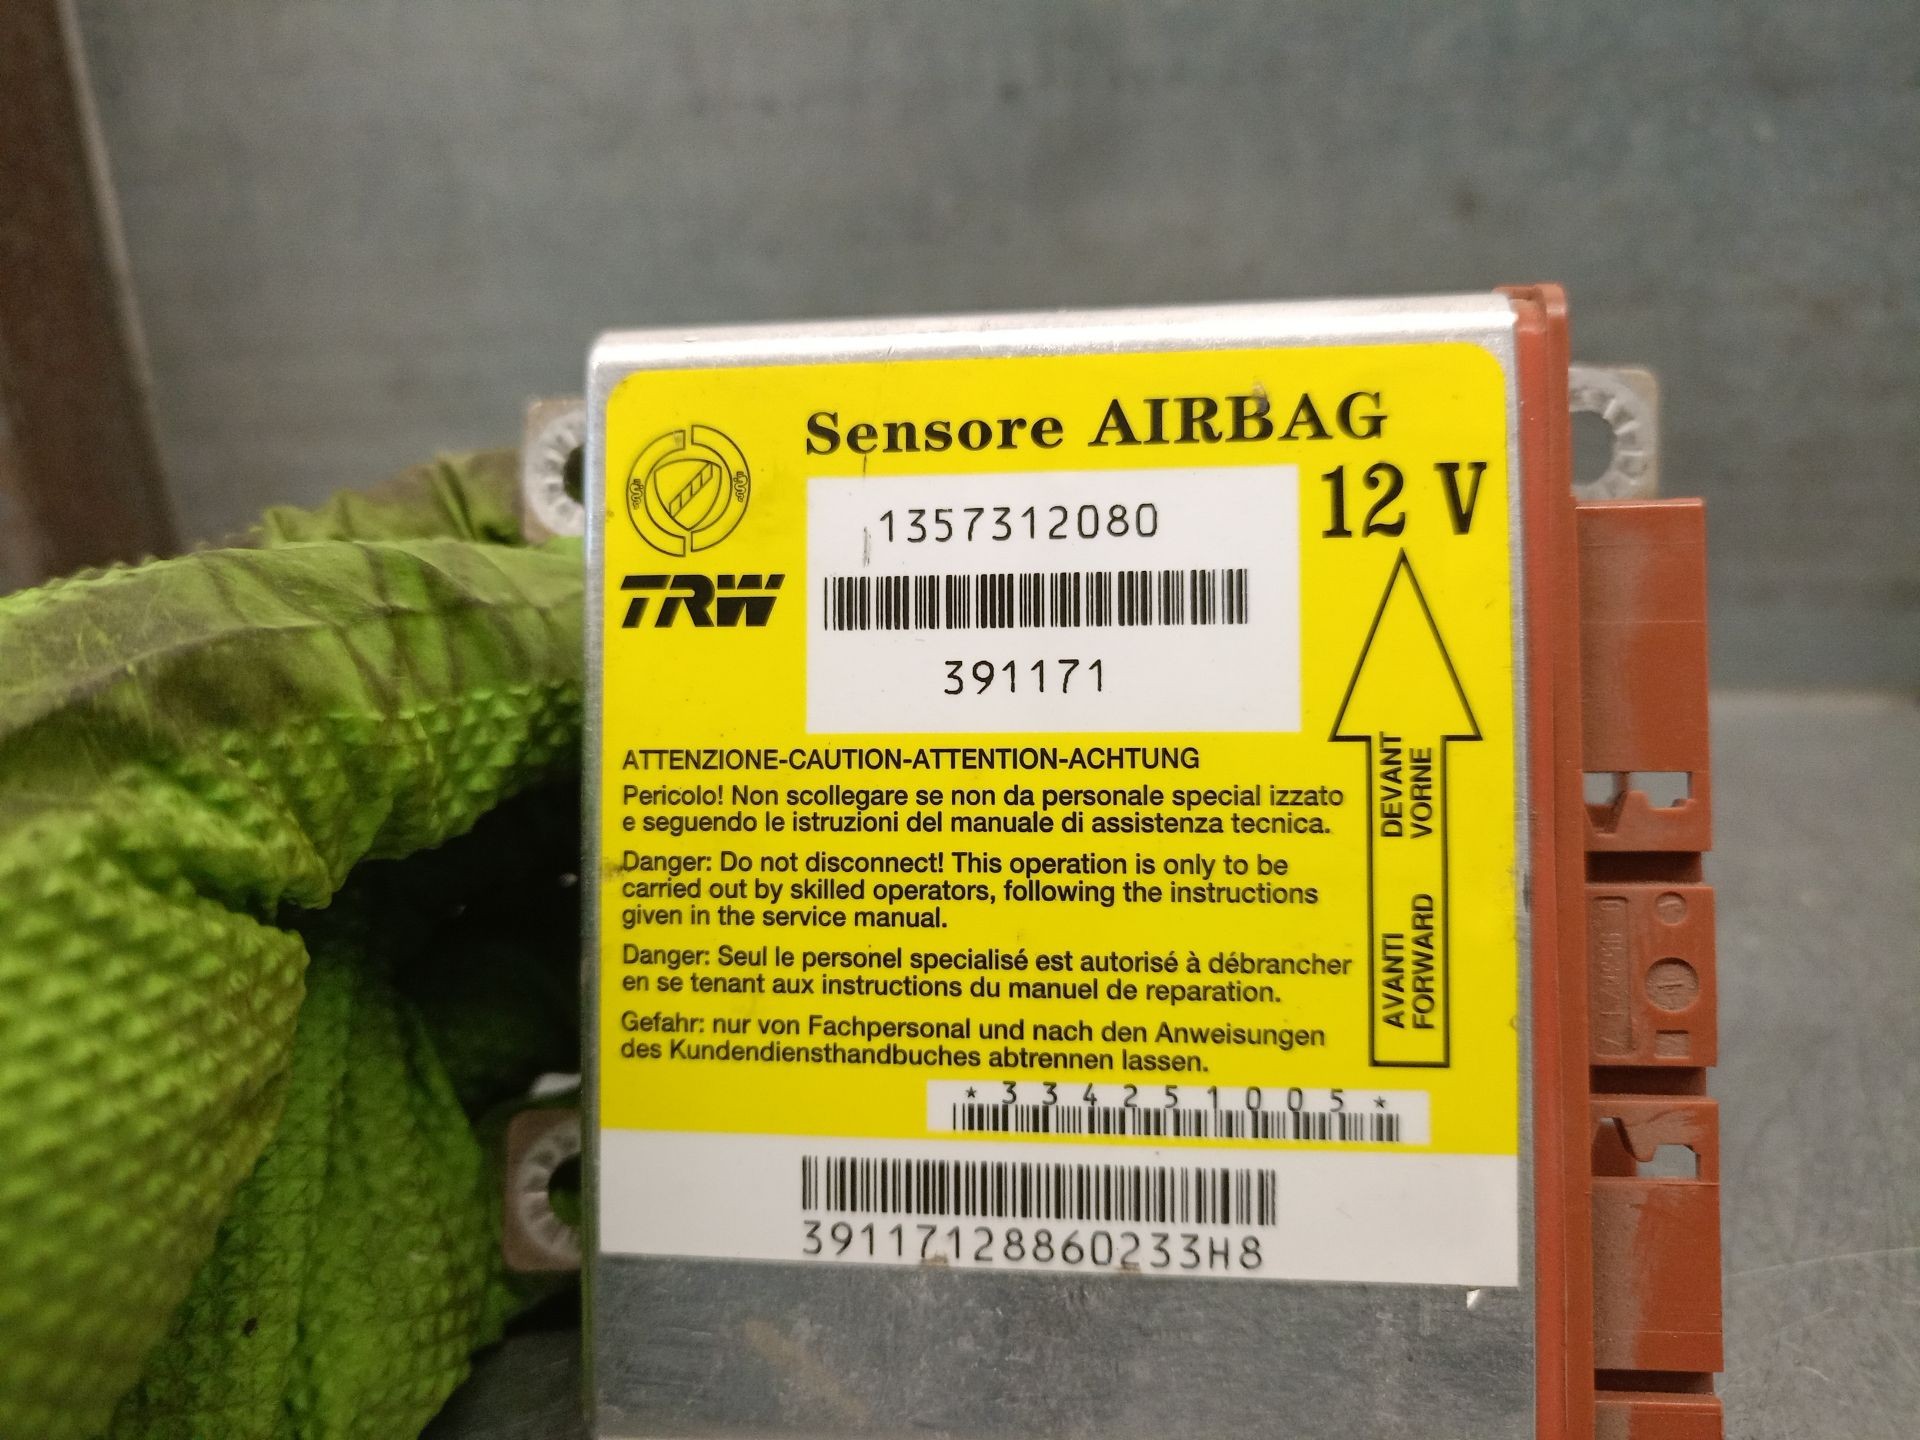 Sensore AIRBAG
12 V
1357312080
TRW
391171
ATTENZIONE-CAUTION-ATTENTION-ACHTUNG
Pericolo! Non scollegare se non da personale special izzato
e seguendo le istruzioni del manuale di assistenza tecnica.
Danger: Do not disconnect! This operation is only to be
carried out by skilled operators, following the instructions
given in the service manual.
Danger: Seul le personel specialisé est autorisé à débrancher
en se tenant aux instructions du manuel de reparation.
Gefahr: nur von Fachpersonal und nach den Anweisungen
des Kundendiensthandbuches abtrennen lassen.
AVANTI DEVANT
FORWARD VORNE
*334251005*
39117128860233H8